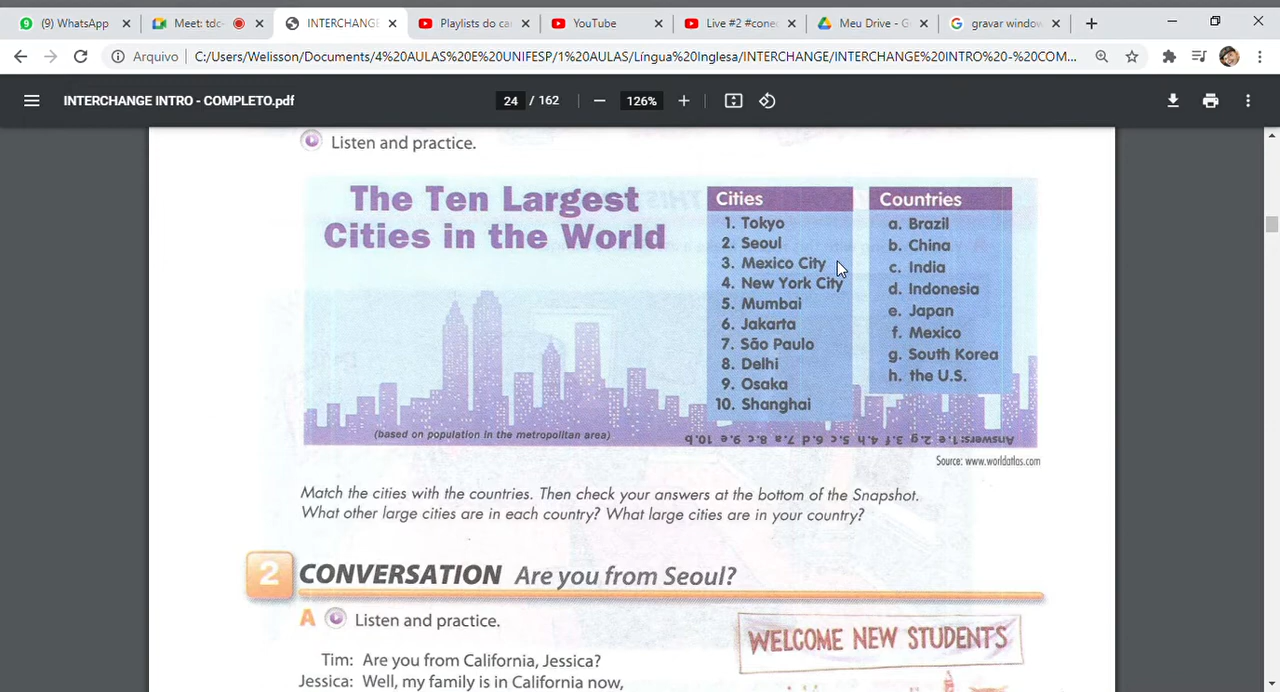 (9) WhatsApp
Meet: tdc-
INTERCHANGE
Playlists do ca
YouTube
Live #2 #cone
Meu Drive - G
gravar window
Arquivo
C:/Users/Welisson/Documents/4%20AULAS%20E%20UNIFESP/1%20AULAS/Língua%20Inglesa/INTERCHANGE/INTERCHANGE%20INTRO%20-%20COM...
INTERCHANGE INTRO - COMPLETO.pdf
24 / 162
126%
Listen and practice.
The Ten Largest
Cities in the World
Cities
1. Tokyo
2. Seoul
3. Mexico City
4. New York City
5. Mumbai
6. Jakarta
7. São Paulo
8. Delhi
9. Osaka
10. Shanghai
Countries
a. Brazil
b. China
c. India
d. Indonesia
e. Japan
f. Mexico
g. South Korea
h. the U.S.
(based on population in the metropolitan area)
Answers: 1. e 2. g 3. f 4. h 5. c 6. d 7. a 8. c 9. e 10. b
Source: www.worldatlas.com
Match the cities with the countries. Then check your answers at the bottom of the Snapshot.
What other large cities are in each country? What large cities are in your country?
2 CONVERSATION Are you from Seoul?
A Listen and practice.
WELCOME NEW STUDENTS
Tim: Are you from California, Jessica?
Jessica: Well, my family is in California now,